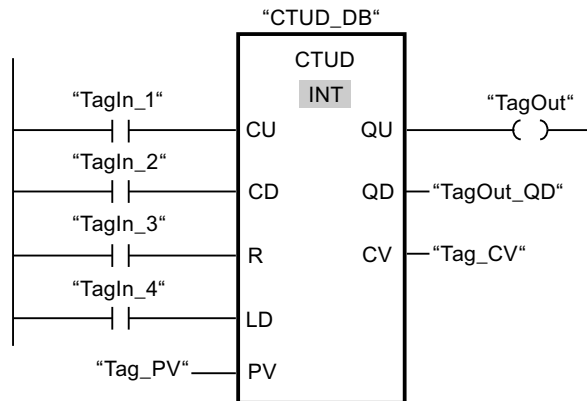 “CTUD_DB“
CTUD
INT
“TagIn_1“
CU
QU
“TagOut“
“TagIn_2“
CD
QD
“TagOut_QD“
“TagIn_3“
R
CV
“Tag_CV“
“TagIn_4“
LD
“Tag_PV“
PV